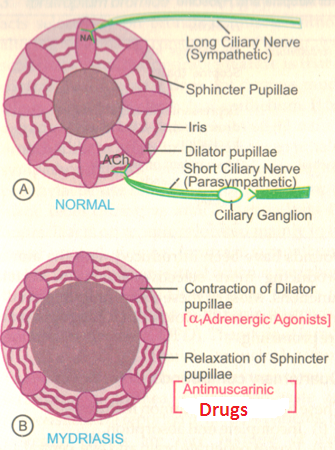 NA
Long Ciliary Nerve
(Sympathetic)
Sphincter Pupillae
Iris
ACh
Dilator pupillae
Short Ciliary Nerve
(Parasympathetic)
A
NORMAL
Ciliary Ganglion
Contraction of Dilator
pupillae
[α₁Adrenergic Agonists]
Relaxation of Sphincter
pupillae
[Antimuscarinic
Drugs]
B
MYDRIASIS